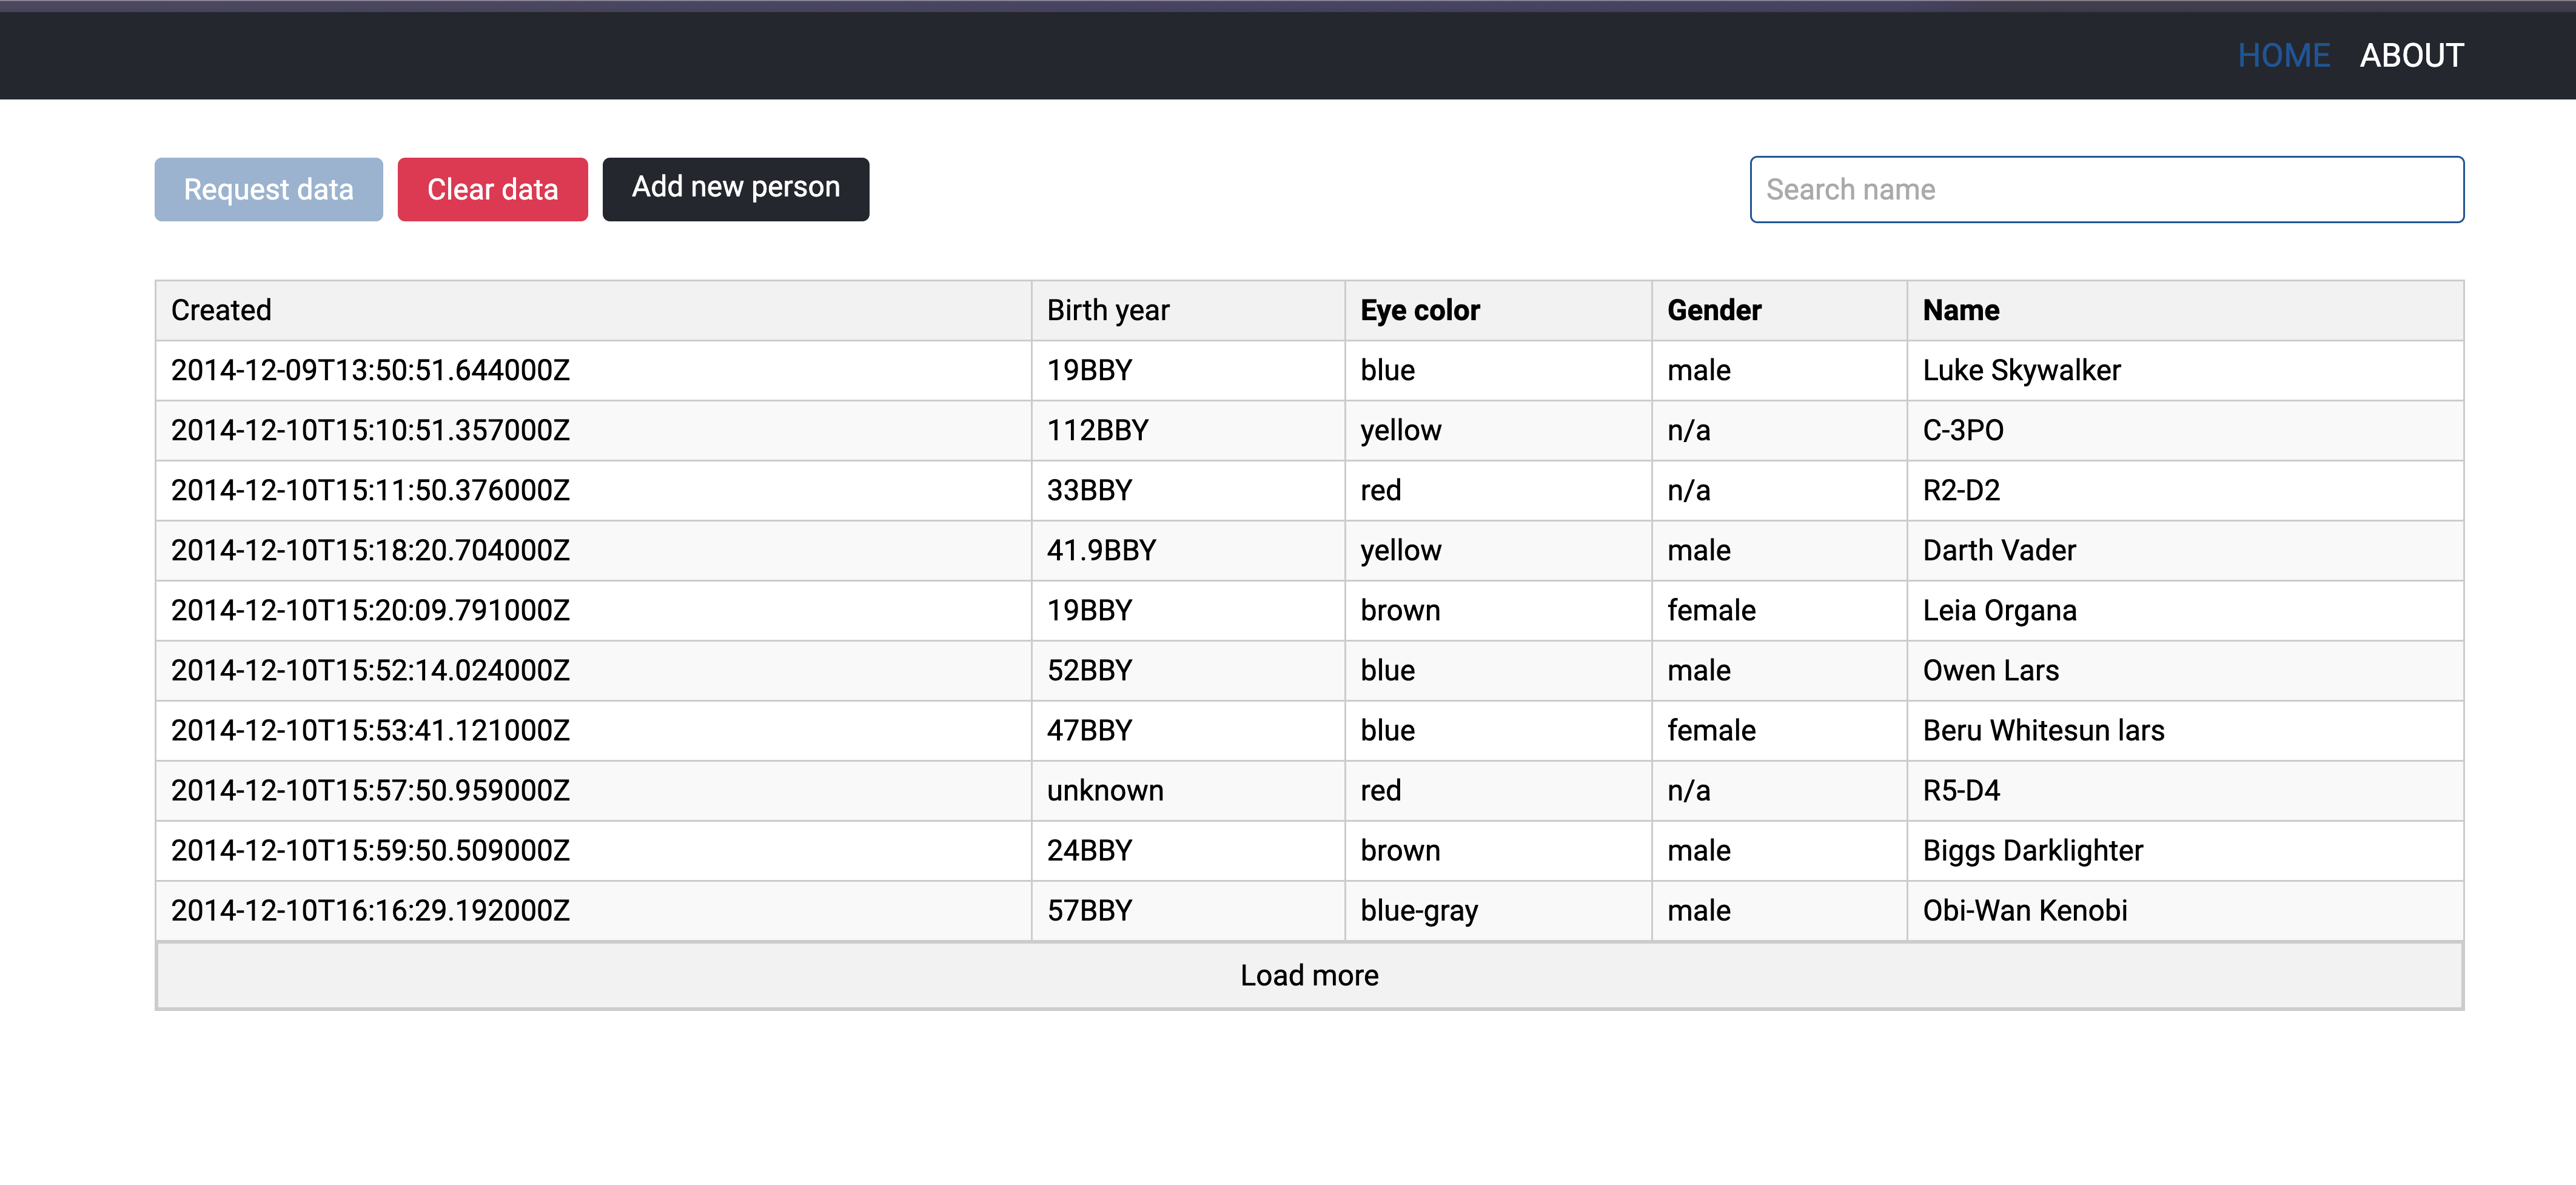 HOME ABOUT
Request data Clear data Add new person Search name
Created Birth year Eye color Gender Name
2014-12-09T13:50:51.644000Z 19BBY blue male Luke Skywalker
2014-12-10T15:10:51.357000Z 112BBY yellow n/a C-3PO
2014-12-10T15:11:50.376000Z 33BBY red n/a R2-D2
2014-12-10T15:18:20.704000Z 41.9BBY yellow male Darth Vader
2014-12-10T15:20:09.791000Z 19BBY brown female Leia Organa
2014-12-10T15:52:14.024000Z 52BBY blue male Owen Lars
2014-12-10T15:53:41.121000Z 47BBY blue female Beru Whitesun lars
2014-12-10T15:57:50.959000Z unknown red n/a R5-D4
2014-12-10T15:59:50.509000Z 24BBY brown male Biggs Darklighter
2014-12-10T16:16:29.192000Z 57BBY blue-gray male Obi-Wan Kenobi
Load more